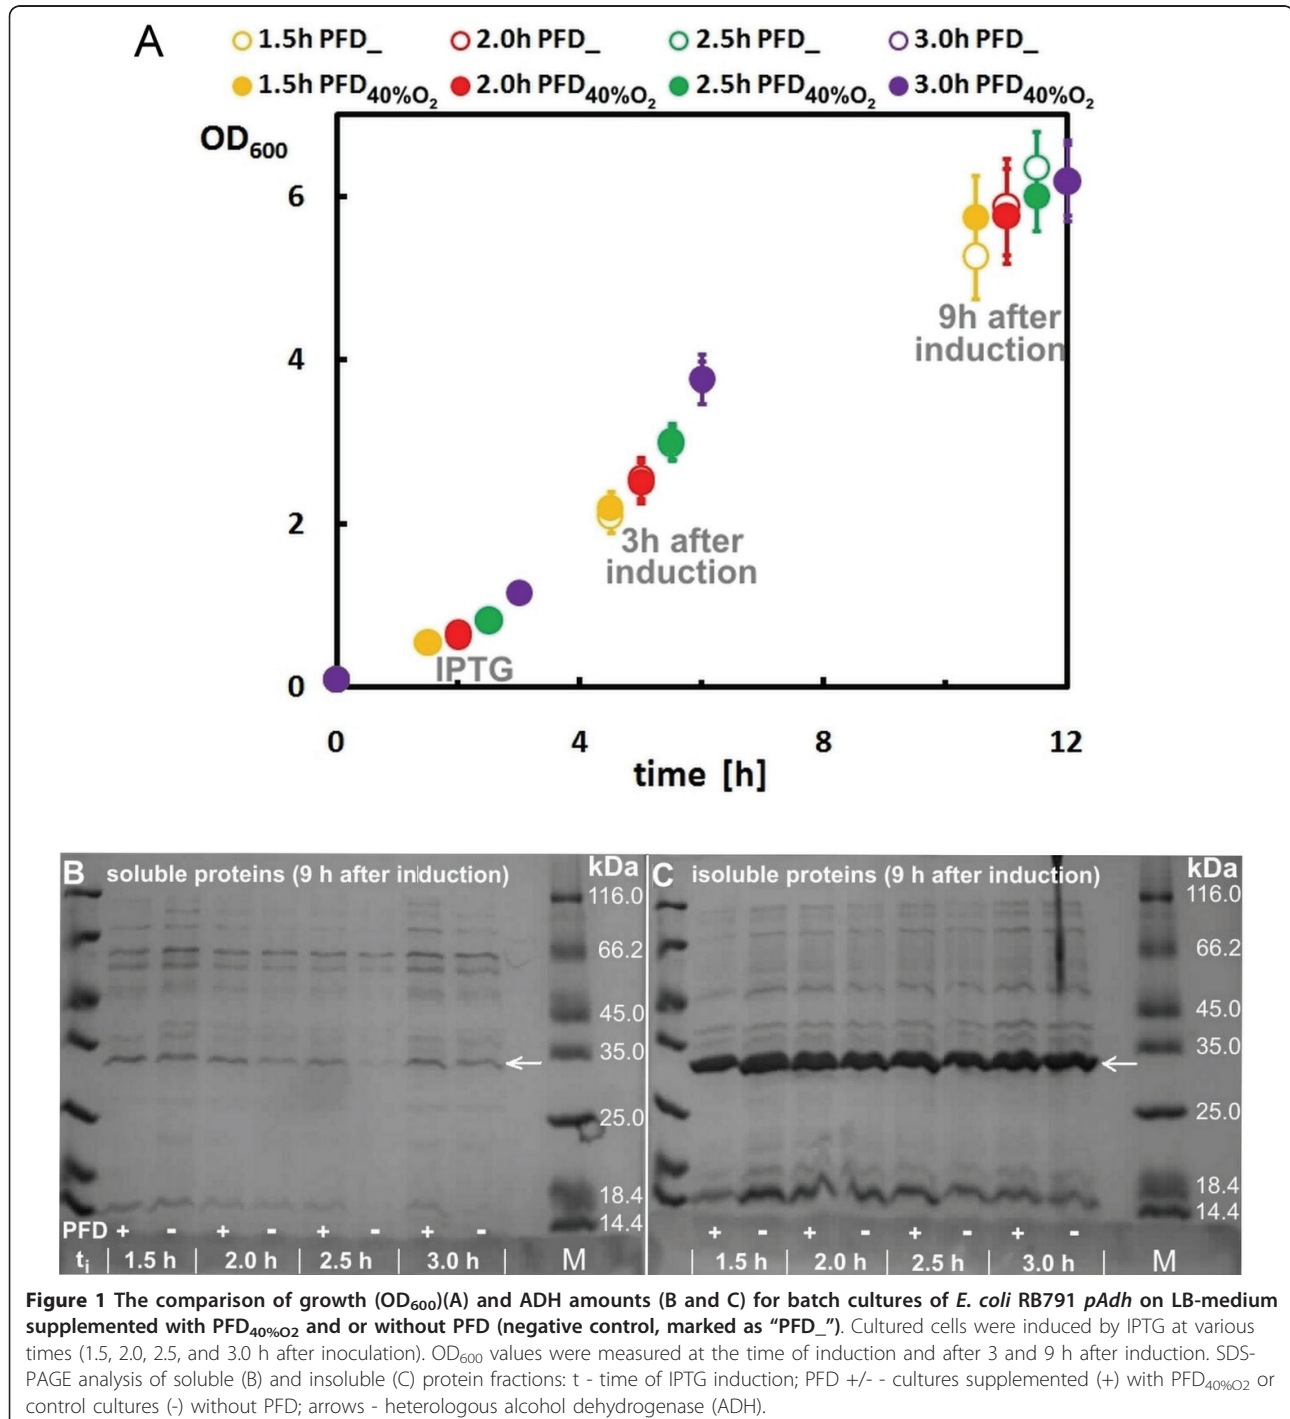 A
1.5h PFD_ 2.0h PFD_ 2.5h PFD_ 3.0h PFD_
1.5h PFD40%O2 2.0h PFD40%O2 2.5h PFD40%O2 3.0h PFD40%O2
OD600
6
4
2
0
9h after
induction
3h after
induction
IPTG
0 4 8 12
time [h]
B soluble proteins (9 h after induction) kDa
116.0
66.2
45.0
35.0
25.0
18.4
14.4
PFD + - + - + - + -
ti 1.5 h 2.0 h 2.5 h 3.0 h M
C isoluble proteins (9 h after induction) kDa
116.0
66.2
45.0
35.0
25.0
18.4
14.4
+ - + - + - + -
1.5 h 2.0 h 2.5 h 3.0 h M
Figure 1 The comparison of growth (OD600)(A) and ADH amounts (B and C) for batch cultures of E. coli RB791 pAdh on LB-medium
supplemented with PFD40%O2 and or without PFD (negative control, marked as “PFD_”). Cultured cells were induced by IPTG at various
times (1.5, 2.0, 2.5, and 3.0 h after inoculation). OD600 values were measured at the time of induction and after 3 and 9 h after induction. SDS-
PAGE analysis of soluble (B) and insoluble (C) protein fractions: t - time of IPTG induction; PFD +/- - cultures supplemented (+) with PFD40%O2 or
control cultures (-) without PFD; arrows - heterologous alcohol dehydrogenase (ADH).